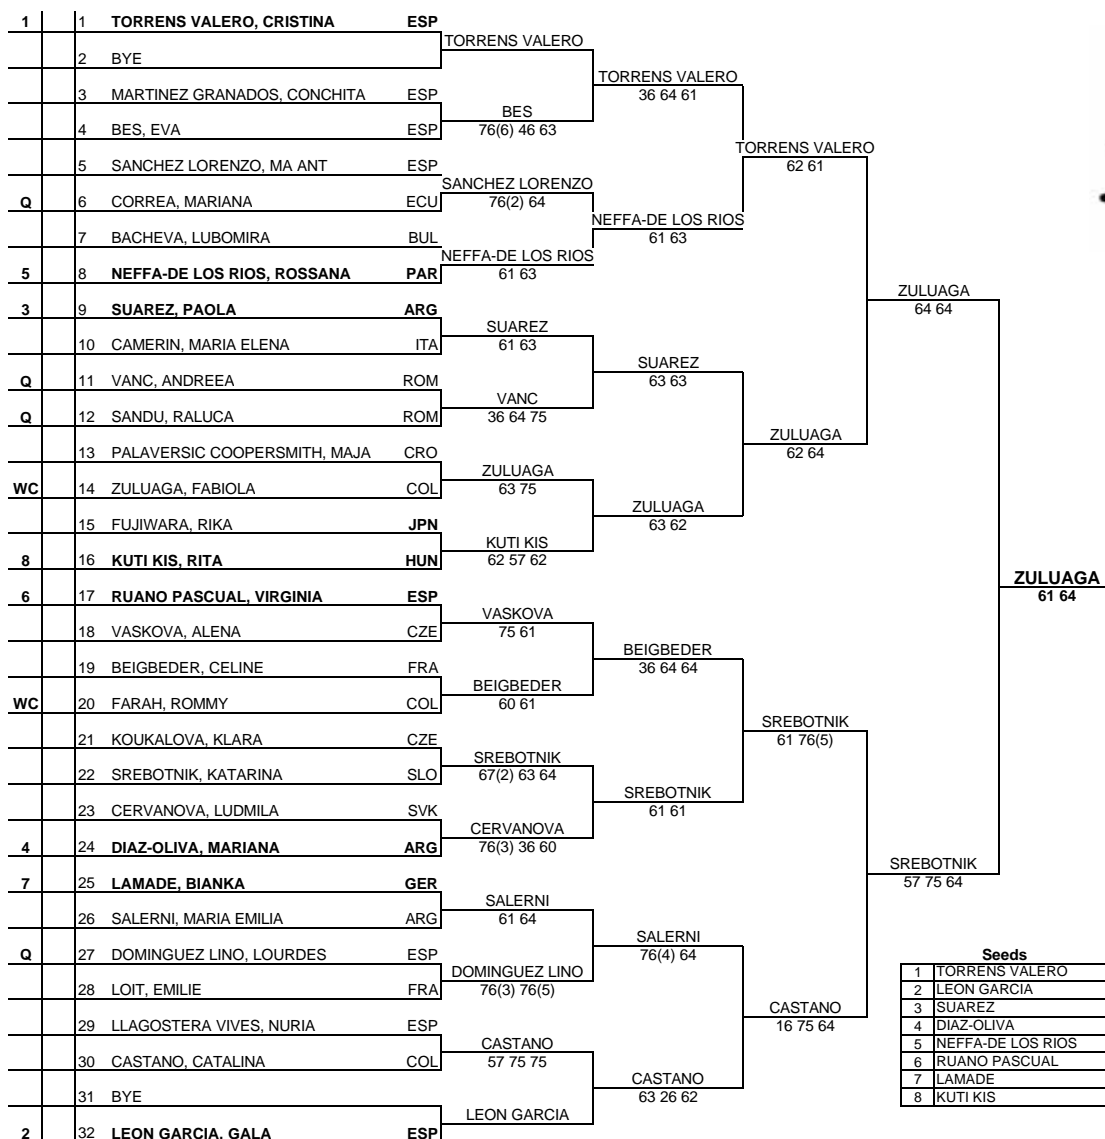 1 1 TORRENS VALERO, CRISTINA ESP
TORRENS VALERO
2 BYE
TORRENS VALERO
36 64 61
3 MARTINEZ GRANADOS, CONCHITA ESP
BES
76(6) 46 63
4 BES, EVA ESP
TORRENS VALERO
62 61
5 SANCHEZ LORENZO, MA ANT ESP
SANCHEZ LORENZO
76(2) 64
Q 6 CORREA, MARIANA ECU
NEFFA-DE LOS RIOS
61 63
7 BACHEVA, LUBOMIRA BUL
NEFFA-DE LOS RIOS
61 63
5 8 NEFFA-DE LOS RIOS, ROSSANA PAR
ZULUAGA
64 64
3 9 SUAREZ, PAOLA ARG
SUAREZ
61 63
10 CAMERIN, MARIA ELENA ITA
SUAREZ
63 63
Q 11 VANC, ANDREEA ROM
VANC
36 64 75
Q 12 SANDU, RALUCA ROM
ZULUAGA
62 64
13 PALAVERSIC COOPERSMITH, MAJA CRO
ZULUAGA
63 75
WC 14 ZULUAGA, FABIOLA COL
ZULUAGA
63 62
15 FUJIWARA, RIKA JPN
KUTI KIS
62 57 62
8 16 KUTI KIS, RITA HUN
ZULUAGA
61 64
6 17 RUANO PASCUAL, VIRGINIA ESP
VASKOVA
75 61
18 VASKOVA, ALENA CZE
BEIGBEDER
36 64 64
19 BEIGBEDER, CELINE FRA
BEIGBEDER
60 61
WC 20 FARAH, ROMMY COL
SREBOTNIK
61 76(5)
21 KOUKALOVA, KLARA CZE
SREBOTNIK
67(2) 63 64
22 SREBOTNIK, KATARINA SLO
SREBOTNIK
61 61
23 CERVANOVA, LUDMILA SVK
CERVANOVA
76(3) 36 60
4 24 DIAZ-OLIVA, MARIANA ARG
SREBOTNIK
57 75 64
7 25 LAMADE, BIANKA GER
SALERNI
61 64
26 SALERNI, MARIA EMILIA ARG
SALERNI
76(4) 64
Q 27 DOMINGUEZ LINO, LOURDES ESP
DOMINGUEZ LINO
76(3) 76(5)
28 LOIT, EMILIE FRA
CASTANO
16 75 64
29 LLAGOSTERA VIVES, NURIA ESP
CASTANO
57 75 75
30 CASTANO, CATALINA COL
CASTANO
63 26 62
31 BYE
LEON GARCIA
2 32 LEON GARCIA, GALA ESP
Seeds
1 TORRENS VALERO
2 LEON GARCIA
3 SUAREZ
4 DIAZ-OLIVA
5 NEFFA-DE LOS RIOS
6 RUANO PASCUAL
7 LAMADE
8 KUTI KIS